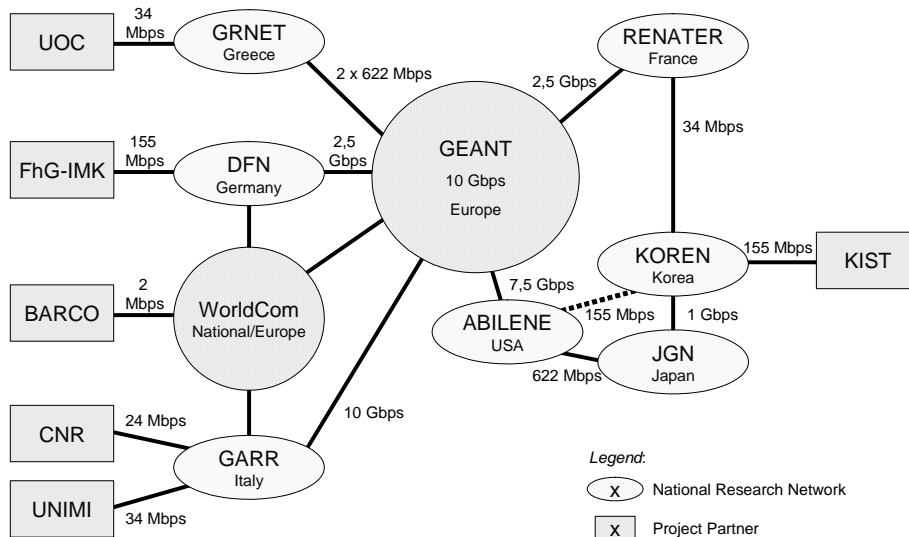 UOC
34
Mbps
GRNET
Greece
2 x 622 Mbps
2,5 Gbps
RENATER
France
34 Mbps
FhG-IMK
155
Mbps
DFN
Germany
2,5
Gbps
GEANT
10 Gbps
Europe
KOREN
Korea
155 Mbps
KIST
BARCO
2
Mbps
WorldCom
National/Europe
7,5 Gbps
155 Mbps
1 Gbps
ABILENE
USA
622 Mbps
JGN
Japan
CNR
24 Mbps
10 Gbps
GARR
Italy
UNIMI
34 Mbps
Legend:
x National Research Network
x Project Partner